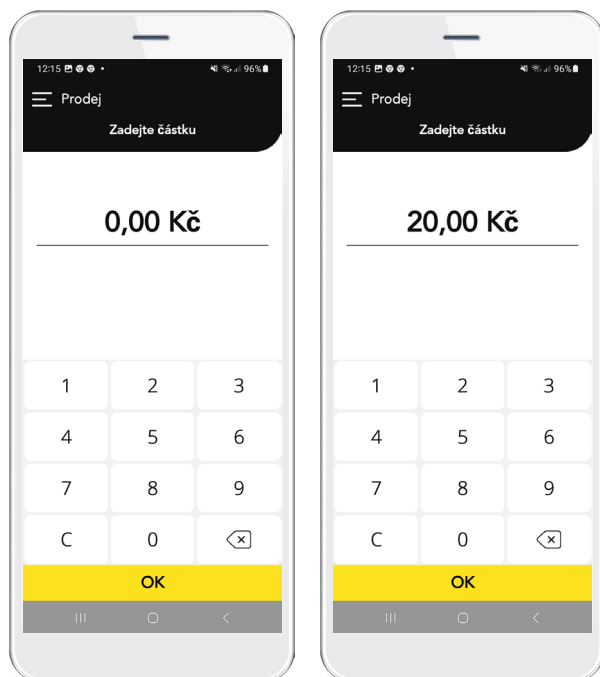 12:15 96%
Prodej
Zadejte částku
0,00 Kč
1 2 3
4 5 6
7 8 9
C 0
OK
12:15 96%
Prodej
Zadejte částku
20,00 Kč
1 2 3
4 5 6
7 8 9
C 0
OK